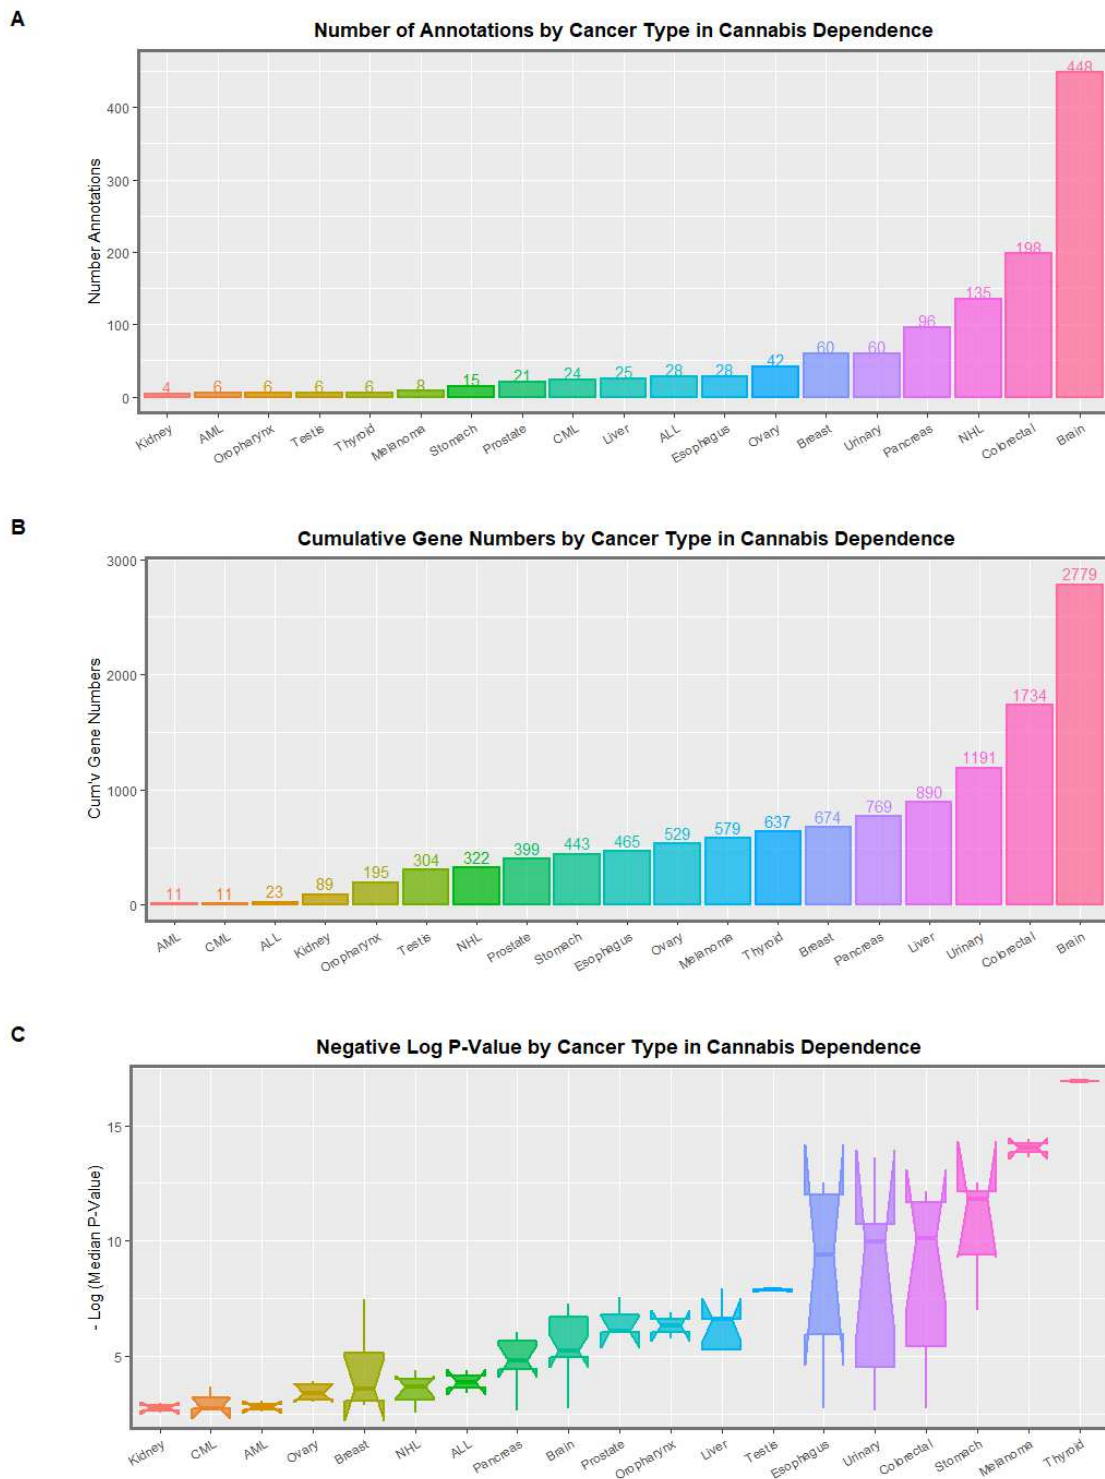 A
Number of Annotations by Cancer Type in Cannabis Dependence
Number Annotations
400
300
200
100
0
4
6
6
6
6
8
15
21
24
25
28
28
42
60
60
96
135
198
448
Kidney
AML
Oropharynx
Testis
Thyroid
Melanoma
Stomach
Prostate
CML
Liver
ALL
Esophagus
Ovary
Breast
Urinary
Pancreas
NHL
Colorectal
Brain
B
Cumulative Gene Numbers by Cancer Type in Cannabis Dependence
Cum'v Gene Numbers
3000
2000
1000
0
11
11
23
89
195
304
322
399
443
465
529
579
637
674
769
890
1191
1734
2779
AML
CML
ALL
Kidney
Oropharynx
Testis
NHL
Prostate
Stomach
Esophagus
Ovary
Melanoma
Thyroid
Breast
Pancreas
Liver
Urinary
Colorectal
Brain
C
Negative Log P-Value by Cancer Type in Cannabis Dependence
- Log (Median P-Value)
15
10
5
Kidney
CML
AML
Ovary
Breast
NHL
ALL
Pancreas
Brain
Prostate
Oropharynx
Liver
Testis
Esophagus
Urinary
Colorectal
Stomach
Melanoma
Thyroid